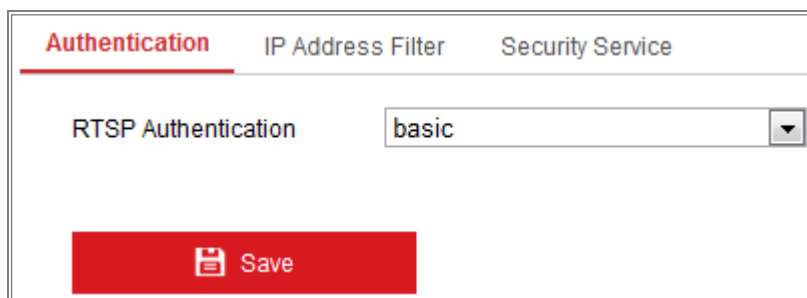 Authentication IP Address Filter Security Service
RTSP Authentication basic
Save